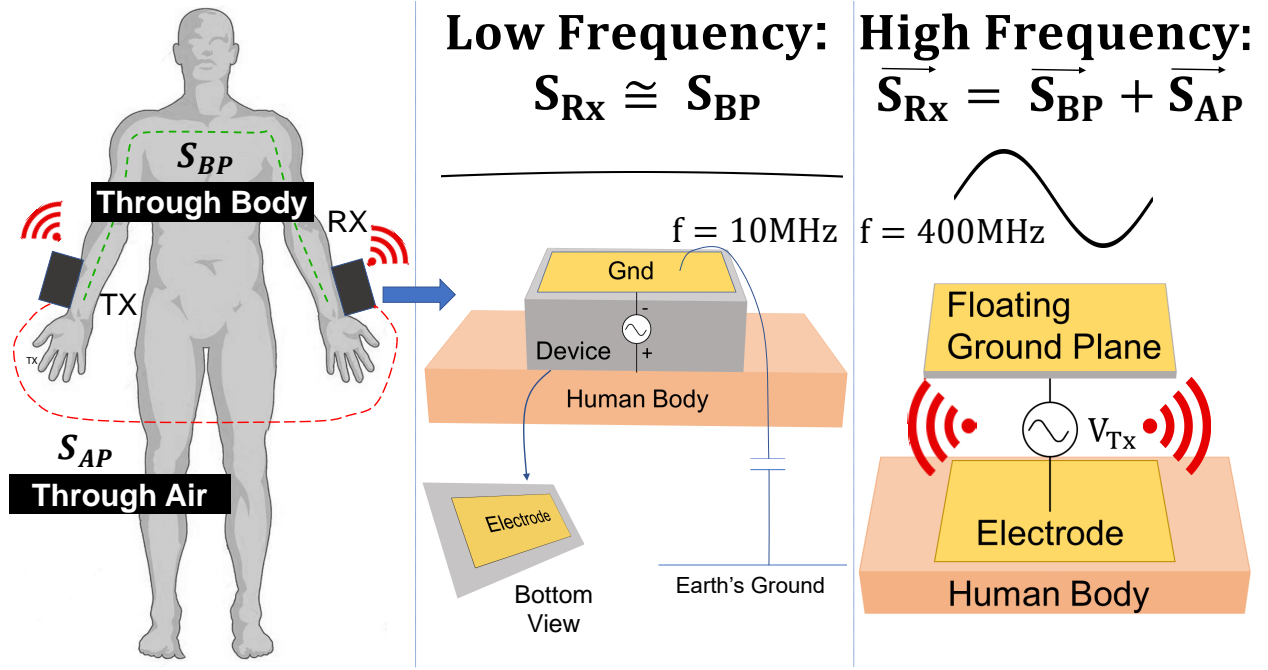 S_BP
Through Body
RX
TX
TX
S_AP
Through Air
Low Frequency:
S_Rx ≅ S_BP
f = 10MHz
Gnd
-
+
Device
Human Body
Electrode
Bottom
View
Earth's Ground
High Frequency:
S_Rx = S_BP + S_AP
f = 400MHz
Floating
Ground Plane
V_Tx
Electrode
Human Body